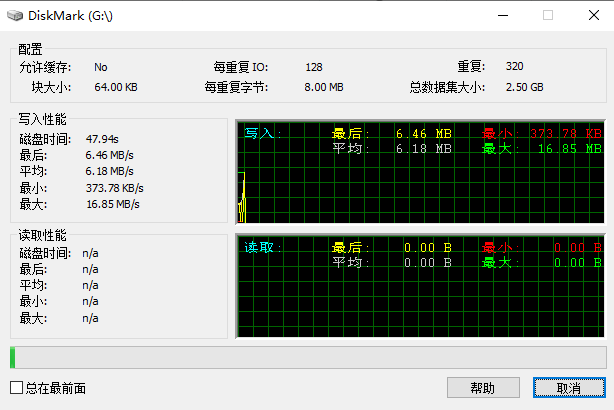 DiskMark (G:\)
配置
允许缓存: No 每重复IO: 128 重复: 320
块大小: 64.00 KB 每重复字节: 8.00 MB 总数据集大小: 2.50 GB
写入性能
磁盘时间: 47.94s
最后: 6.46 MB/s
平均: 6.18 MB/s
最小: 373.78 KB/s
最大: 16.85 MB/s
写入: 最后: 6.46 MB 最小: 373.78 KB
平均: 6.18 MB 最大: 16.85 MB
读取性能
磁盘时间: n/a
最后: n/a
平均: n/a
最小: n/a
最大: n/a
读取: 最后: 0.00 B 最小: 0.00 B
平均: 0.00 B 最大: 0.00 B
总在最前面 帮助 取消